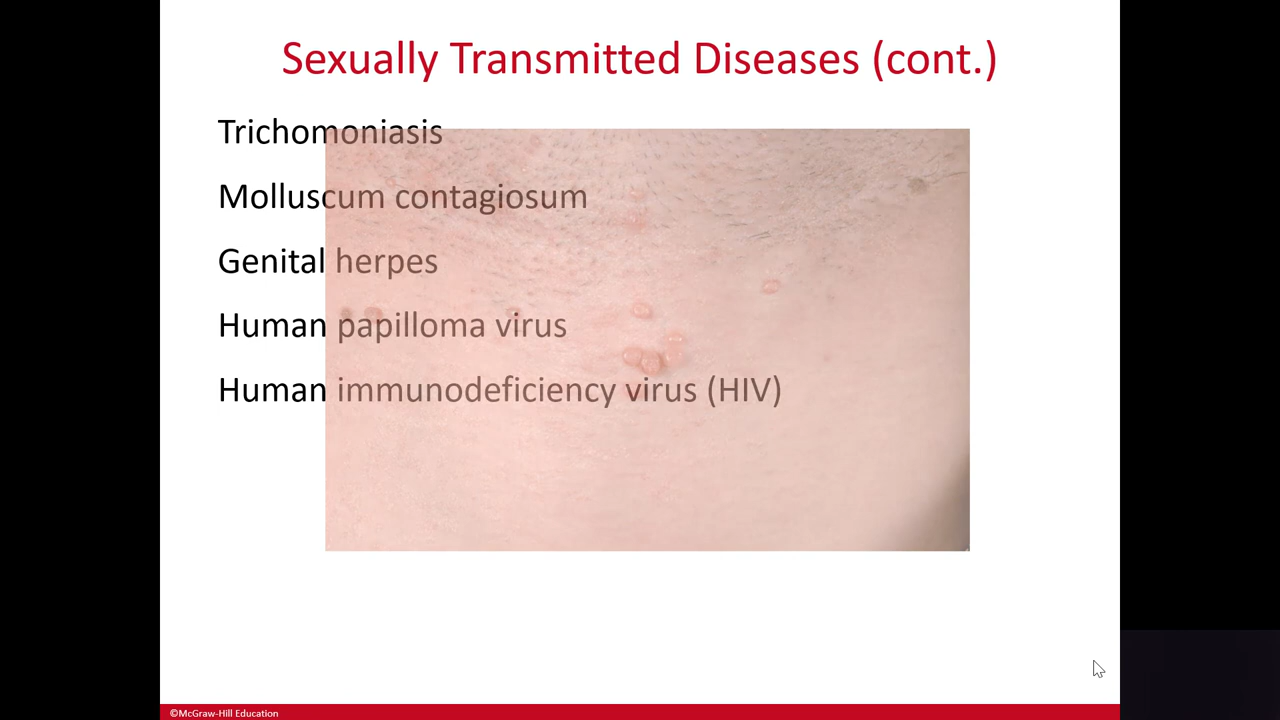 Sexually Transmitted Diseases (cont.)
Trichomoniasis
Molluscum contagiosum
Genital herpes
Human papilloma virus
Human immunodeficiency virus (HIV)
©McGraw-Hill Education